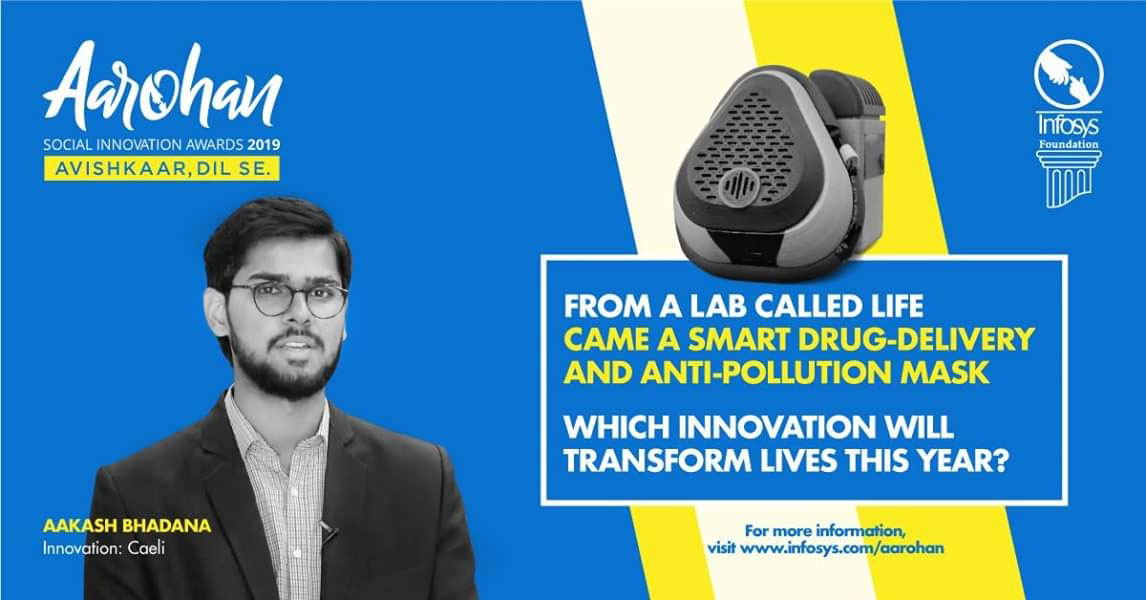 Aarohan
SOCIAL INNOVATION AWARDS 2019
AVISHKAAR, DIL SE.
Infosys
Foundation
FROM A LAB CALLED LIFE
CAME A SMART DRUG-DELIVERY
AND ANTI-POLLUTION MASK
WHICH INNOVATION WILL
TRANSFORM LIVES THIS YEAR?
AAKASH BHADANA
Innovation: Caeli
For more information,
visit www.infosys.com/aarohan